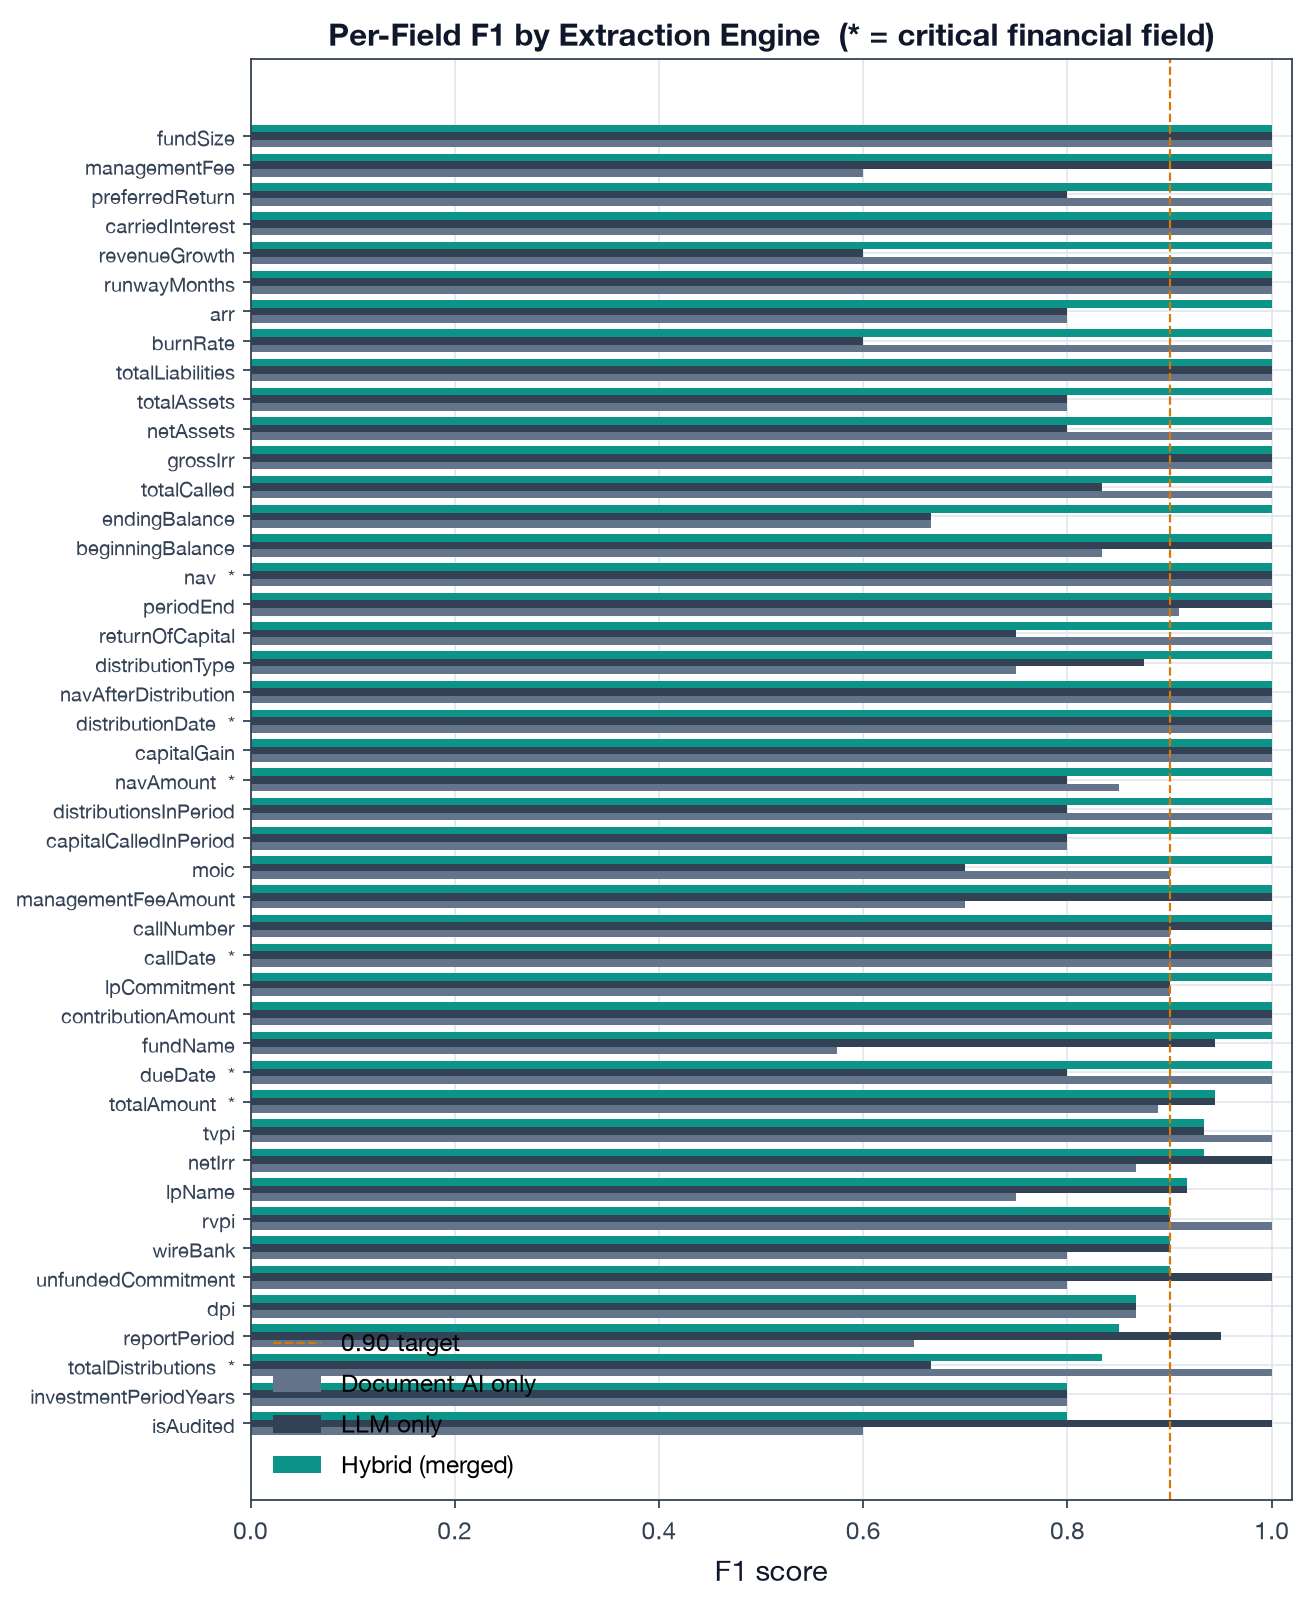 Per-Field F1 by Extraction Engine (* = critical financial field)
fundSize
managementFee
preferredReturn
carriedInterest
revenueGrowth
runwayMonths
arr
burnRate
totalLiabilities
totalAssets
netAssets
grossIrr
totalCalled
endingBalance
beginningBalance
nav *
periodEnd
returnOfCapital
distributionType
navAfterDistribution
distributionDate *
capitalGain
navAmount *
distributionsInPeriod
capitalCalledInPeriod
moic
managementFeeAmount
callNumber
callDate *
lpCommitment
contributionAmount
fundName
dueDate *
totalAmount *
tvpi
netIrr
lpName
rvpi
wireBank
unfundedCommitment
dpi
reportPeriod
totalDistributions *
investmentPeriodYears
isAudited
0.90 target
Document AI only
LLM only
Hybrid (merged)
0.0 0.2 0.4 0.6 0.8 1.0
F1 score